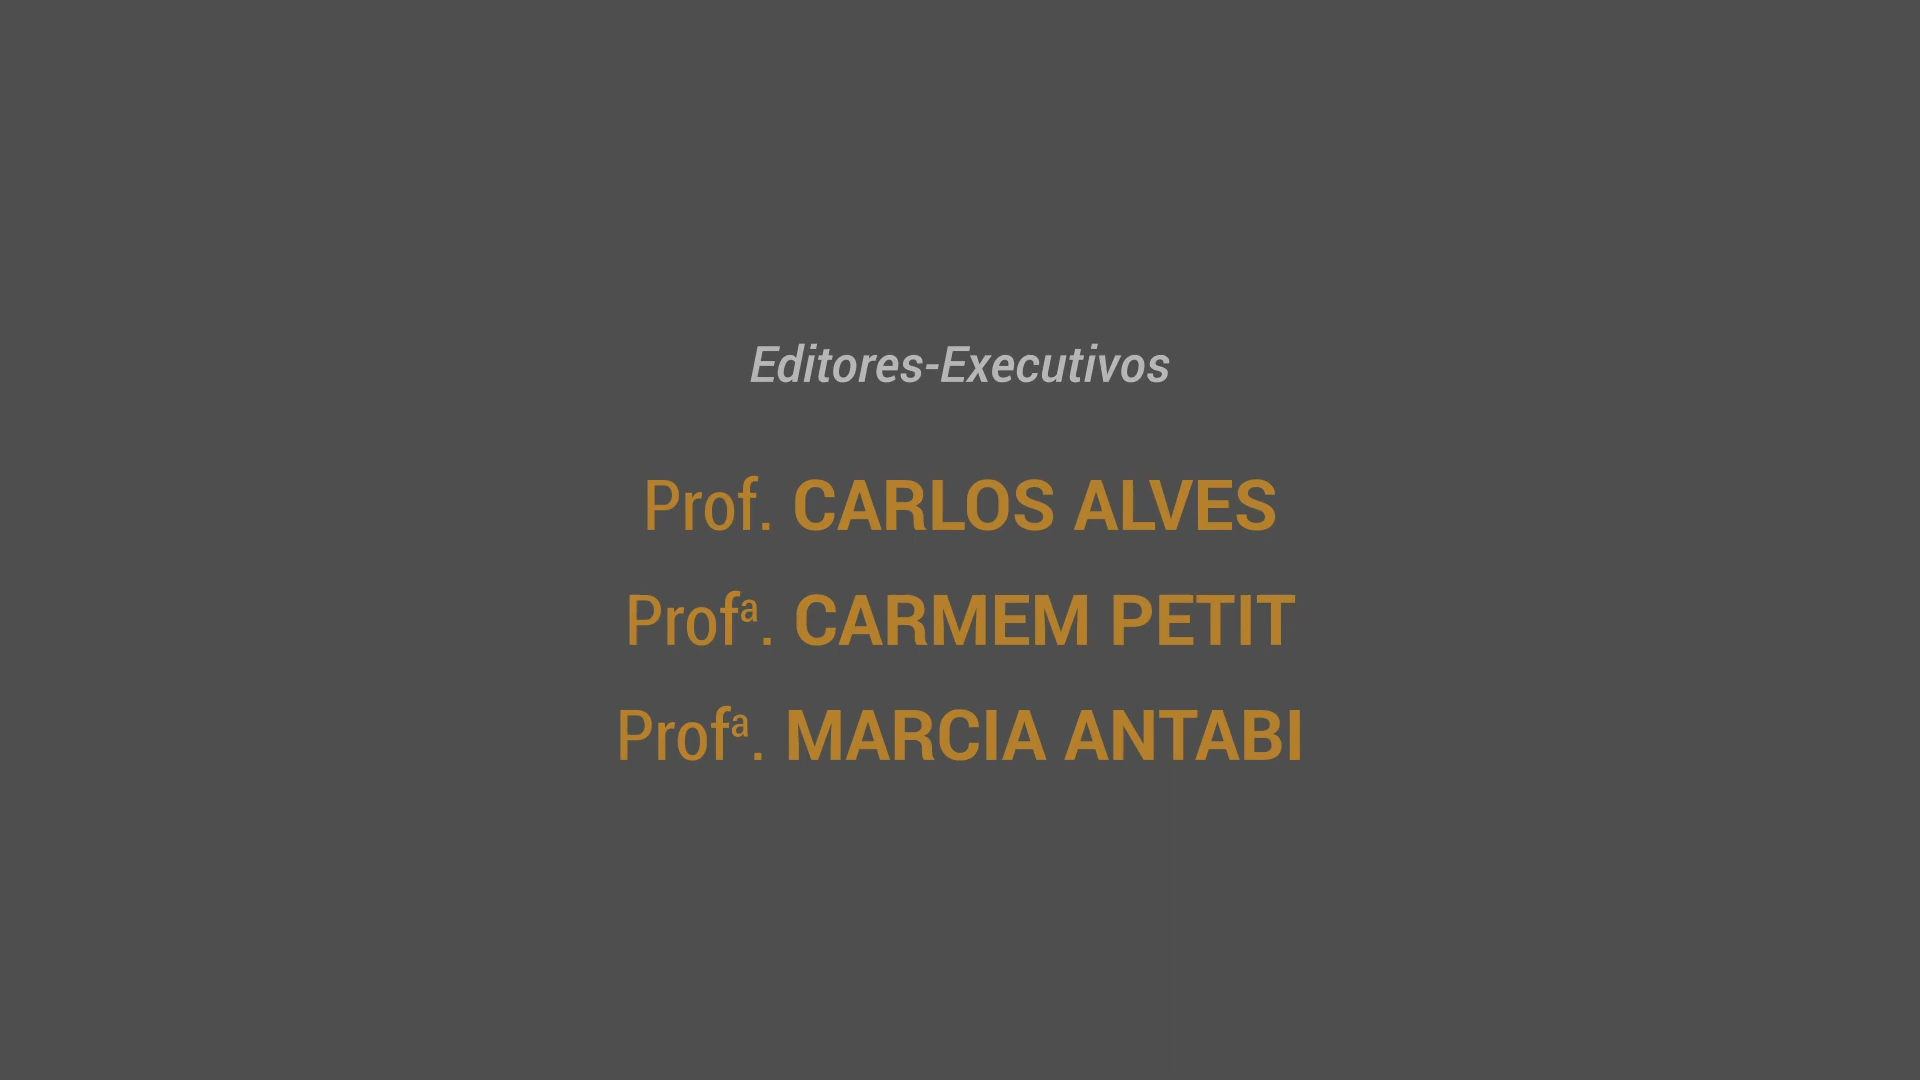 Editores-Executivos
Prof. CARLOS ALVES
Profª. CARMEM PETIT
Profª. MARCIA ANTABI